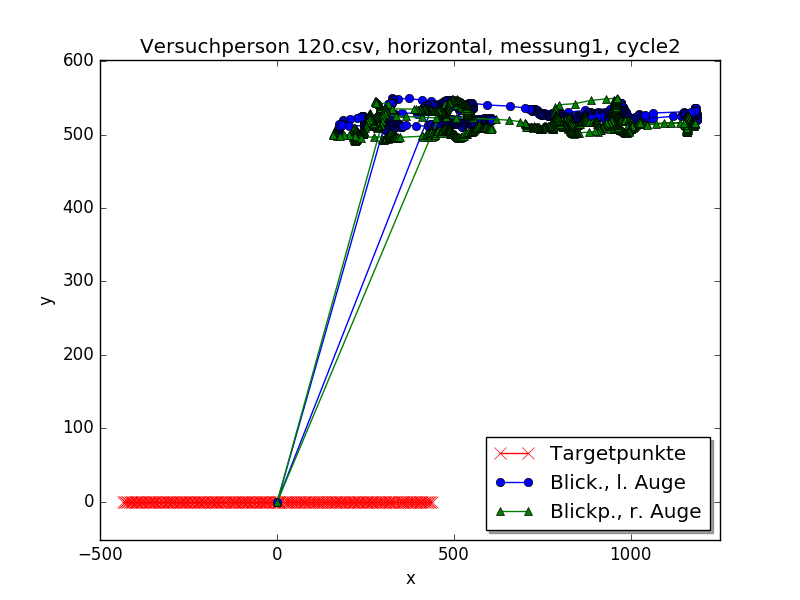 Versuchperson 120.csv, horizontal, messung1, cycle2
600
500
400
300
200
100
0
y
−500
0
500
1000
x
Targetpunkte
Blick., l. Auge
Blickp., r. Auge